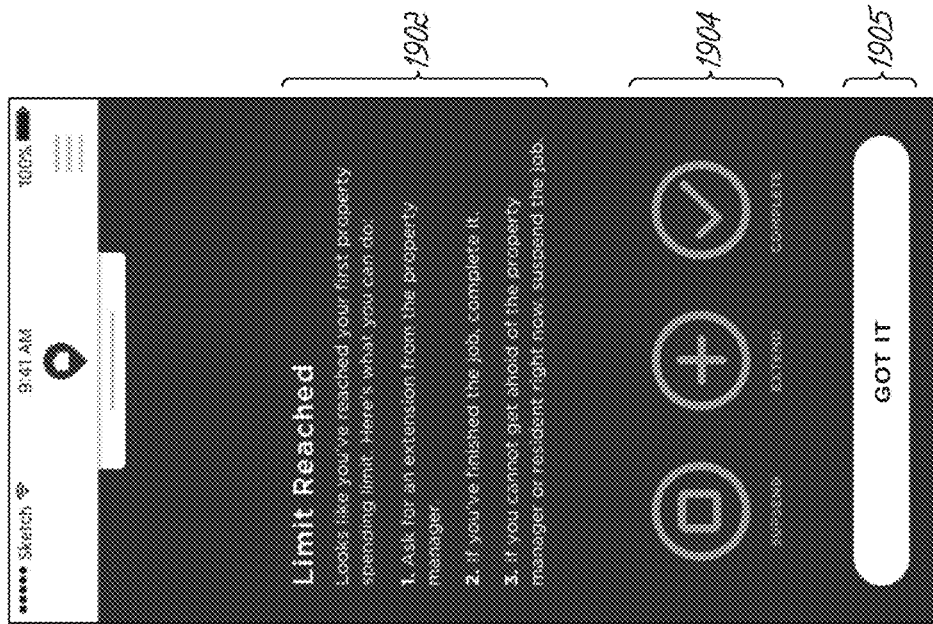 ●●●●● Sketch 9:41 AM 100%
Limit Reached
Looks like you've reached your first property
spending limit. Here's what you can do:
1. Ask for an extension from the property
manager
2. If you've finished the job, complete it.
3. If you cannot get ahold of the property
manager or resident right now, suspend the job.
SUSPEND EXTEND COMPLETE
GOT IT
1902
1904
1905